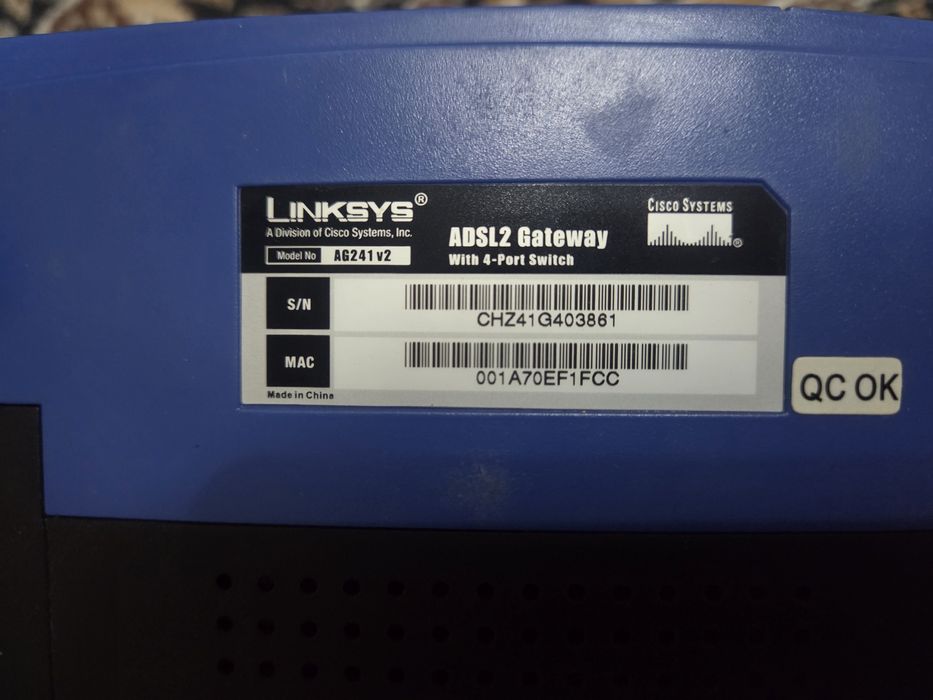 LINKSYS®
A Division of Cisco Systems, Inc.
Model No AG241 v2
ADSL2 Gateway
With 4-Port Switch
CISCO SYSTEMS
®
S/N
CHZ41G403861
MAC
001A70EF1FCC
Made in China
QC OK